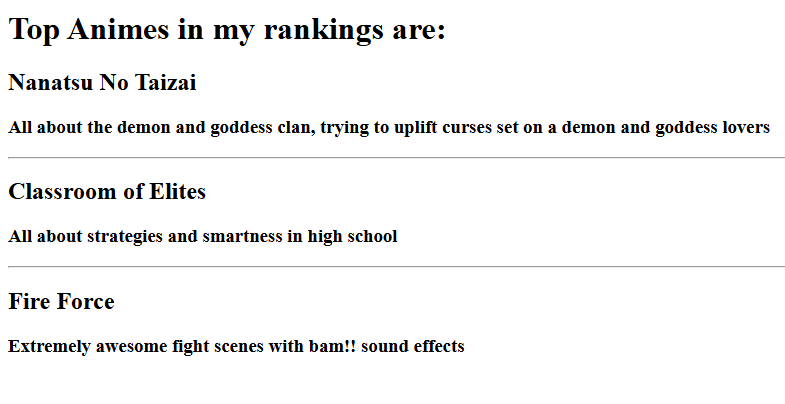 Top Animes in my rankings are:
Nanatsu No Taizai
All about the demon and goddess clan, trying to uplift curses set on a demon and goddess lovers
Classroom of Elites
All about strategies and smartness in high school
Fire Force
Extremely awesome fight scenes with bam!! sound effects